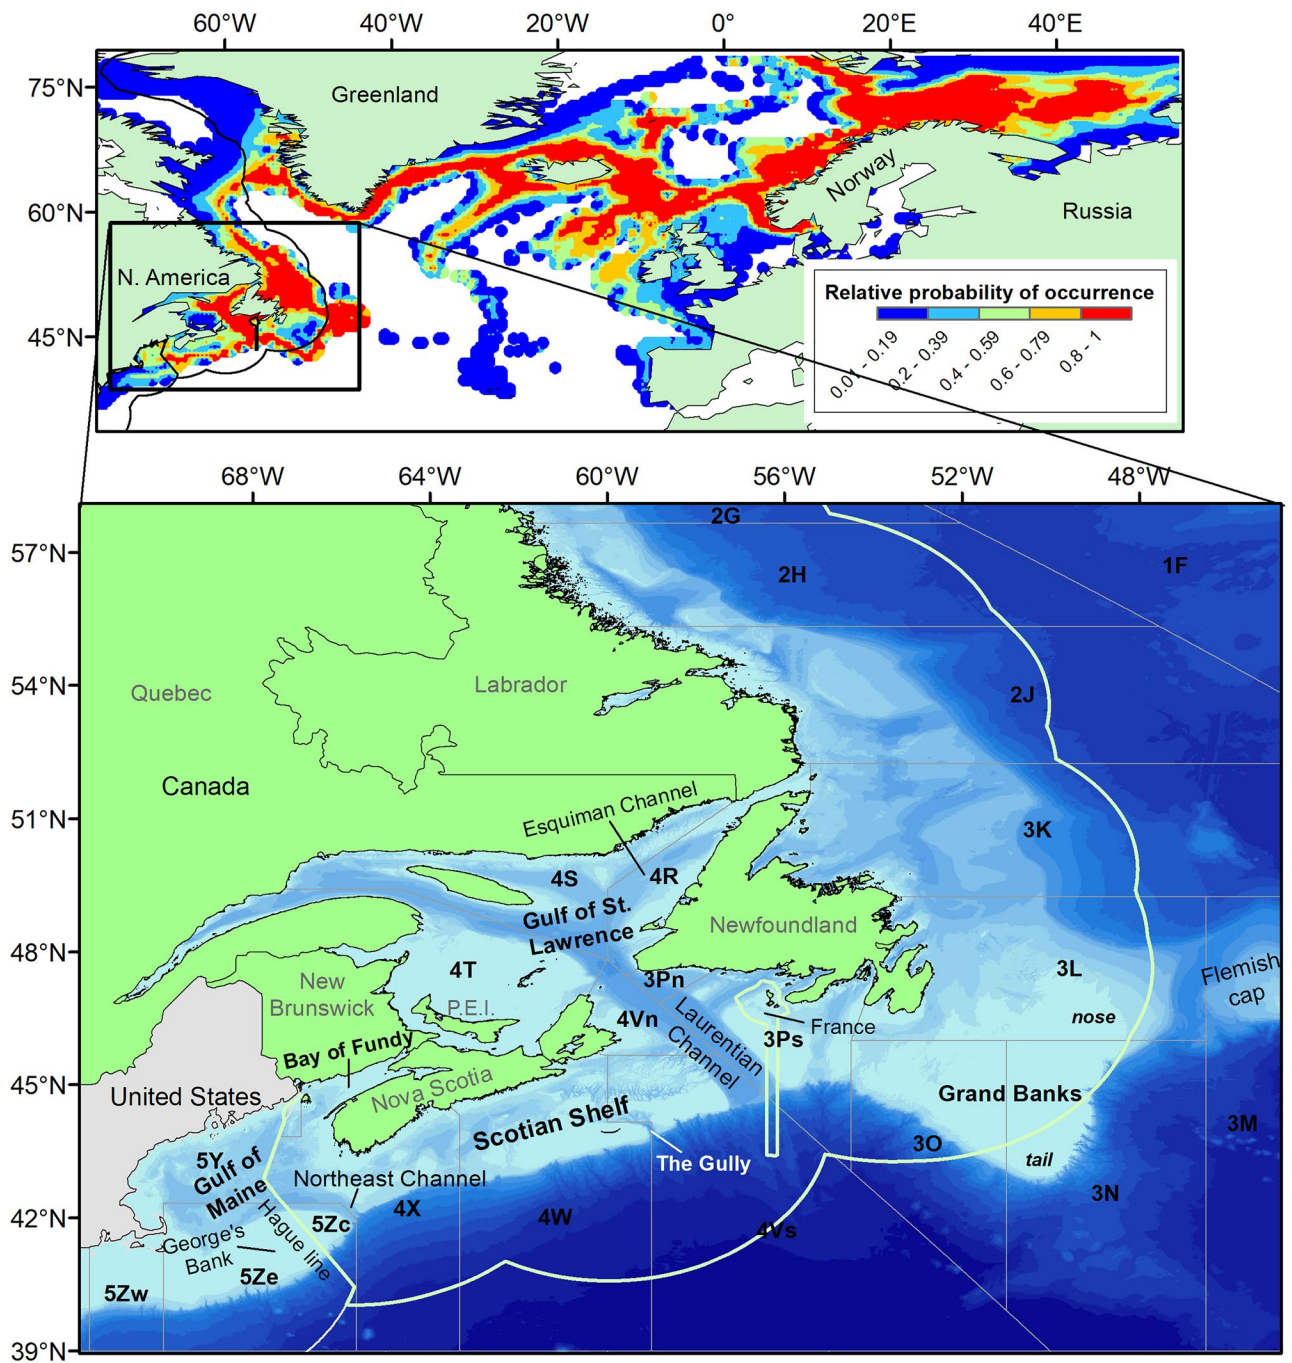 60°W 40°W 20°W 0° 20°E 40°E
75°N
Greenland
Norway
60°N
Russia
N. America
45°N
Relative probability of occurrence
0.01 - 0.19
0.2 - 0.39
0.4 - 0.59
0.6 - 0.79
0.8 - 1
68°W 64°W 60°W 56°W 52°W 48°W
2G
57°N
2H
1F
54°N
Quebec
Labrador
2J
Canada
51°N
Esquiman Channel
3K
4S
4R
Gulf of St.
Lawrence
Newfoundland
48°N
4T
3Pn
3L
Flemish
cap
New
Brunswick
P.E.I.
4Vn
Laurentian
Channel
France
nose
3Ps
Bay of Fundy
45°N
United States
Nova Scotia
Grand Banks
Scotian Shelf
3M
3O
The Gully
tail
5Y
Gulf of
Maine
Northeast Channel
3N
4X
42°N
5Zc
4W
4Vs
George's
Bank
Hague line
5Ze
5Zw
39°N